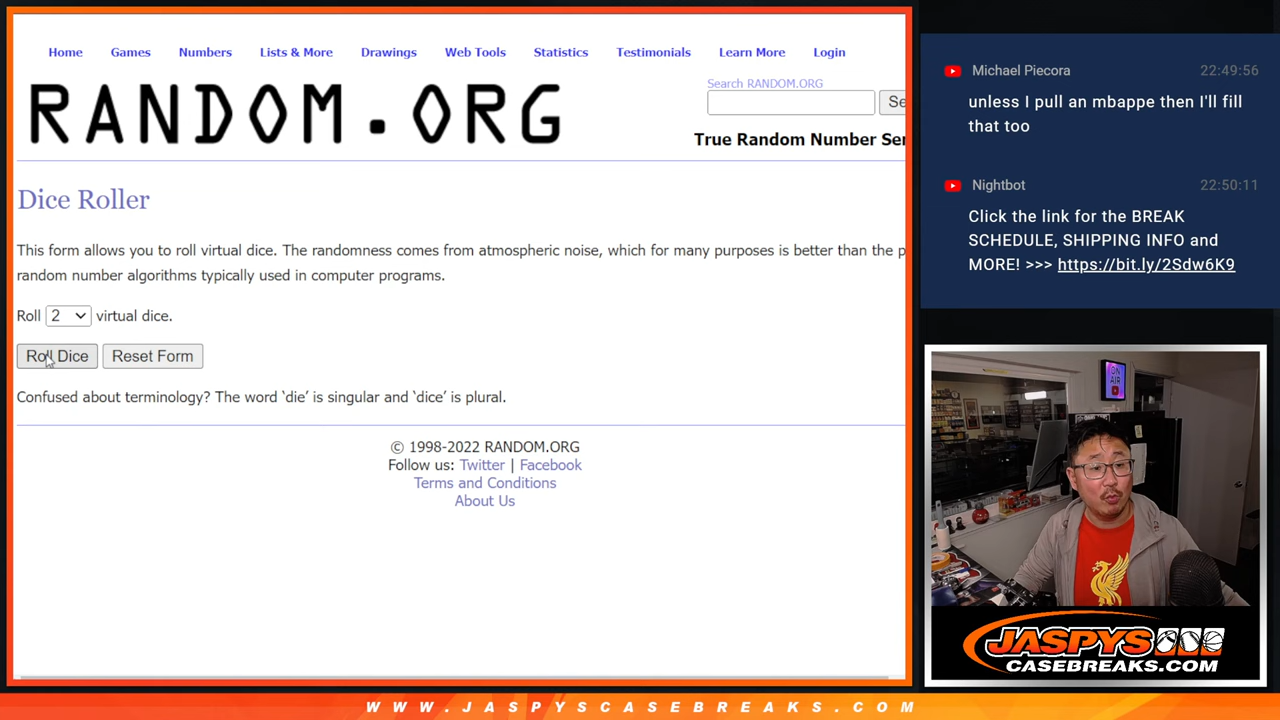 Home Games Numbers Lists & More Drawings Web Tools Statistics Testimonials Learn More Login
RANDOM.ORG
Search RANDOM.ORG
Se
True Random Number Ser
Dice Roller
This form allows you to roll virtual dice. The randomness comes from atmospheric noise, which for many purposes is better than the p
random number algorithms typically used in computer programs.
Roll 2 virtual dice.
Roll Dice Reset Form
Confused about terminology? The word ‘die’ is singular and ‘dice’ is plural.
© 1998-2022 RANDOM.ORG
Follow us: Twitter | Facebook
Terms and Conditions
About Us
Michael Piecora 22:49:56
unless I pull an mbappe then I'll fill
that too
Nightbot 22:50:11
Click the link for the BREAK
SCHEDULE, SHIPPING INFO and
MORE! >>> https://bit.ly/2Sdw6K9
ON
AIR
JASPYS
CASEBREAKS.COM
WWW.JASPYSCASEBREAKS.COM